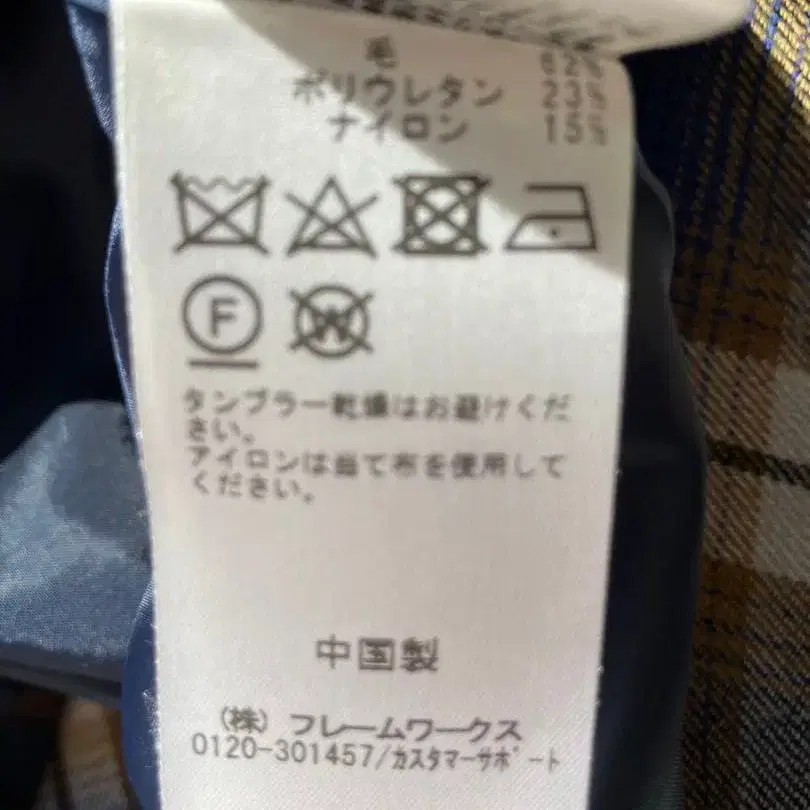 毛
ポリウレタン
ナイロン
F
W
タンブラー乾燥はお避けくだ
さい。
アイロンは当て布を使用して
ください。
中国製
(株) フレームワークス
0120-301457/カスタマーサポート